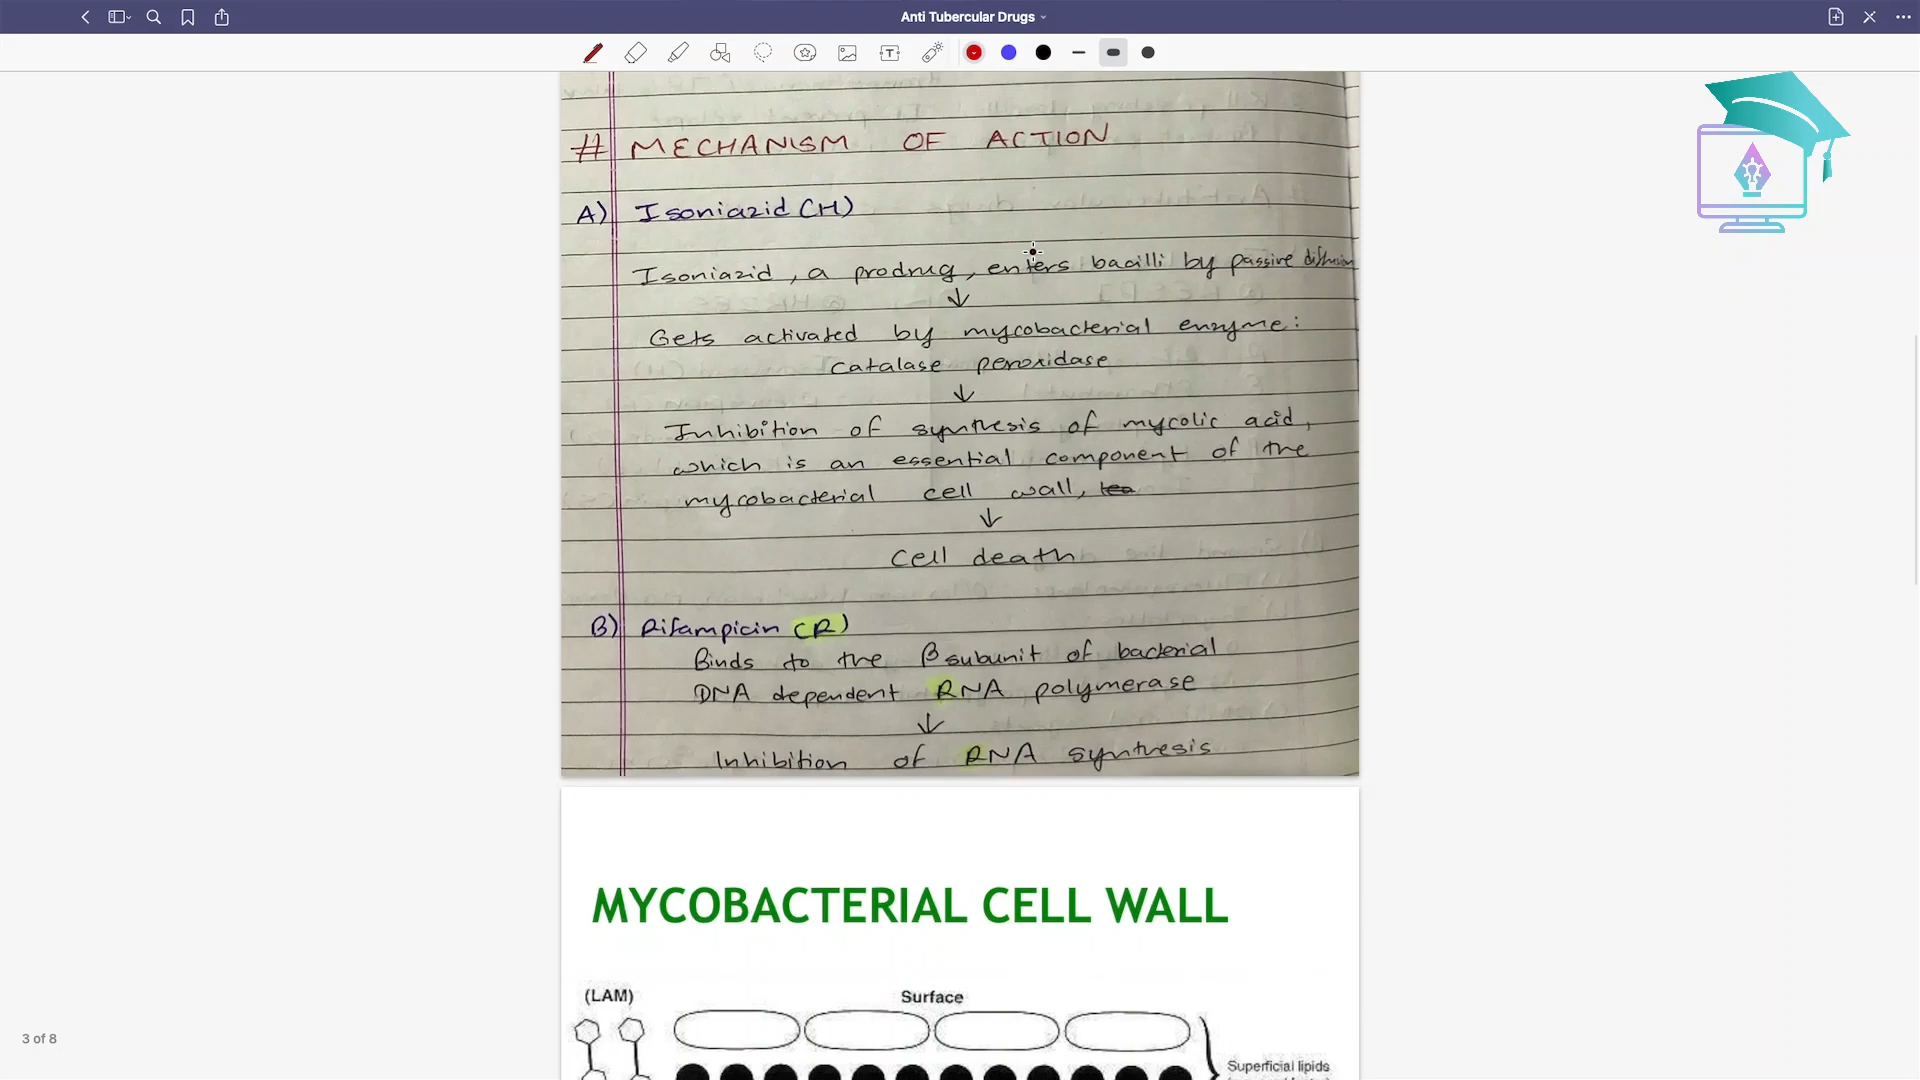 Anti Tubercular Drugs
# MECHANISM OF ACTION
A) Isoniazid (H)
Isoniazid, a prodrug, enters bacilli by passive diffusion
↓
Gets activated by mycobacterial enzyme:
catalase peroxidase
↓
Inhibition of synthesis of mycolic acid,
which is an essential component of the
mycobacterial cell wall,
↓
Cell death
B) Rifampicin (R)
Binds to the β subunit of bacterial
DNA dependent RNA polymerase
↓
Inhibition of RNA synthesis
MYCOBACTERIAL CELL WALL
(LAM) Surface
Superficial lipids
3 of 8